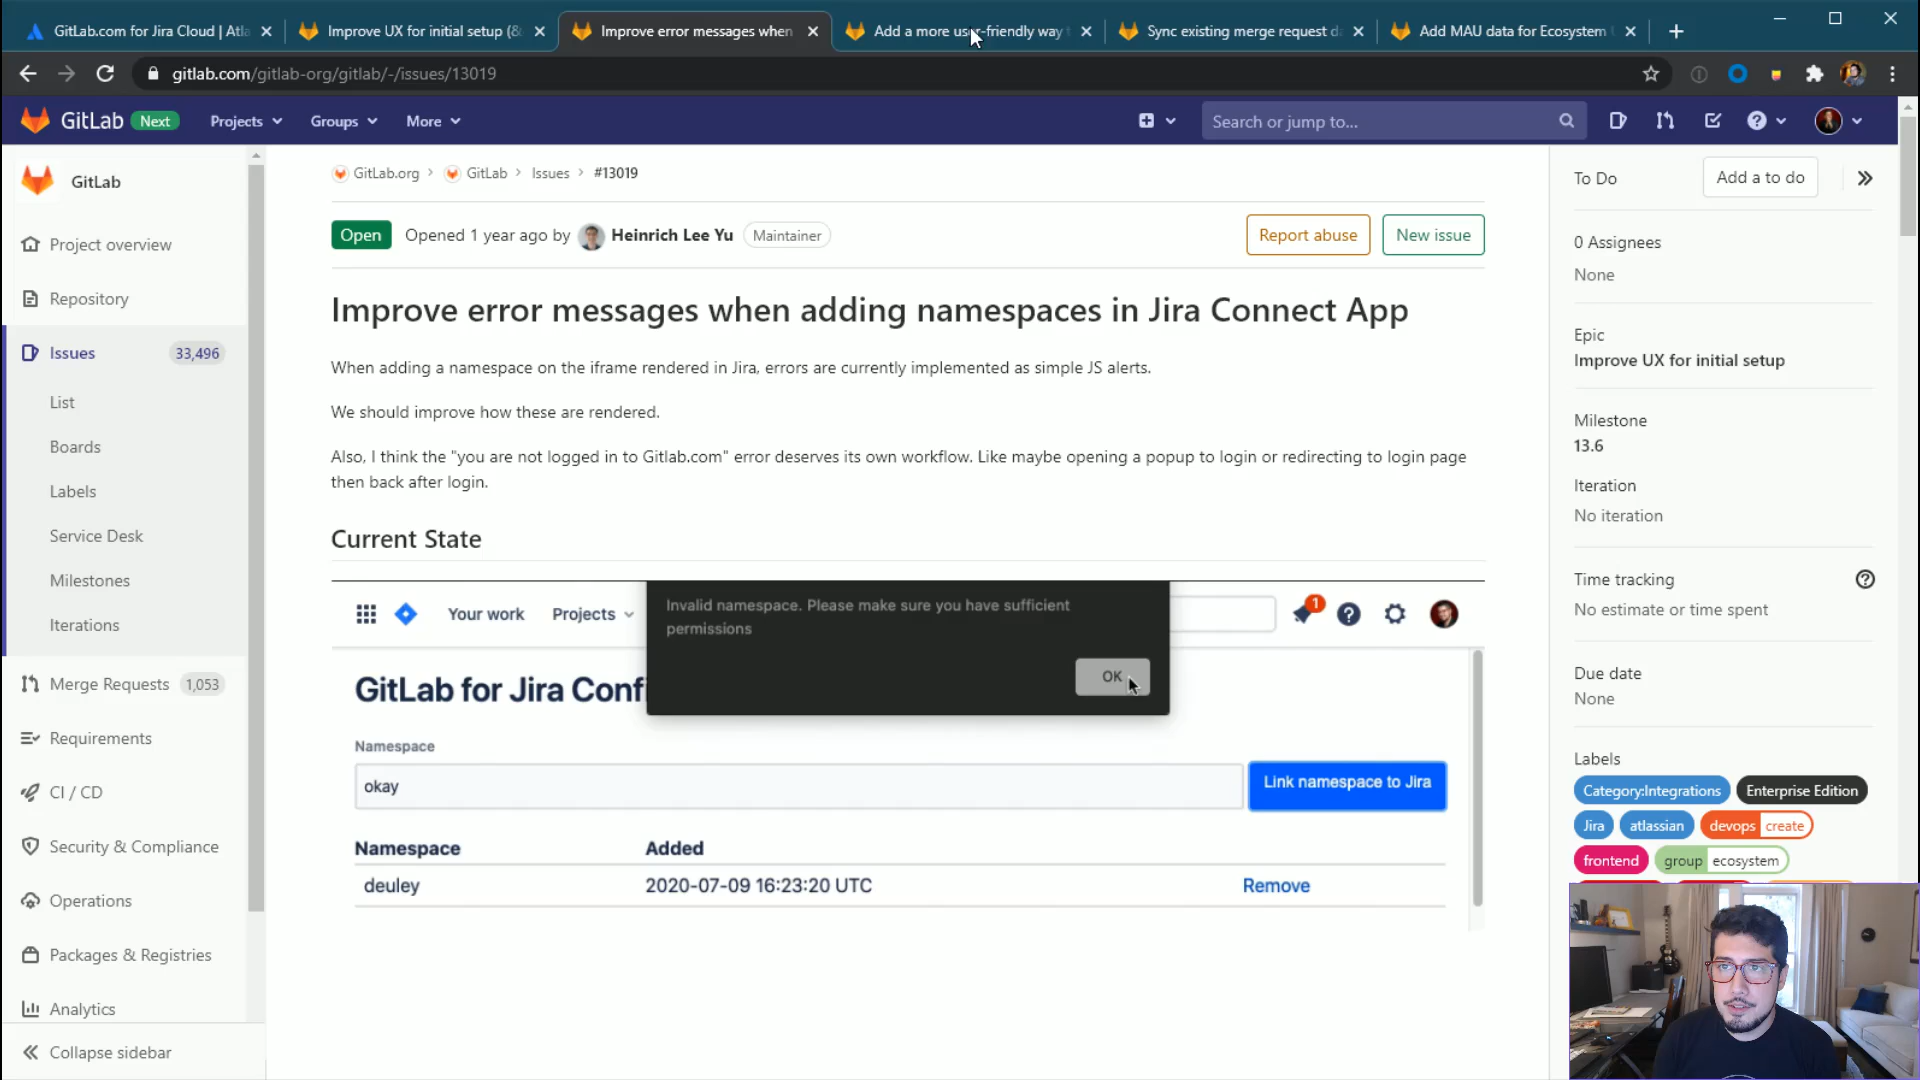 GitLab.com for Jira Cloud | Atla
Improve UX for initial setup (&
Improve error messages when
Add a more user-friendly way
Sync existing merge request d
Add MAU data for Ecosystem
gitlab.com/gitlab-org/gitlab/-/issues/13019
GitLab
Next
Projects
Groups
More
Search or jump to...
GitLab
Project overview
Repository
Issues 33,496
List
Boards
Labels
Service Desk
Milestones
Iterations
Merge Requests 1,053
Requirements
CI / CD
Security & Compliance
Operations
Packages & Registries
Analytics
Collapse sidebar
GitLab.org > GitLab > Issues > #13019
Open
Opened 1 year ago by Heinrich Lee Yu Maintainer
Report abuse
New issue
Improve error messages when adding namespaces in Jira Connect App
When adding a namespace on the iframe rendered in Jira, errors are currently implemented as simple JS alerts.
We should improve how these are rendered.
Also, I think the "you are not logged in to Gitlab.com" error deserves its own workflow. Like maybe opening a popup to login or redirecting to login page
then back after login.
Current State
Your work
Projects
Invalid namespace. Please make sure you have sufficient
permissions
OK
1
GitLab for Jira Confi
Namespace
okay
Link namespace to Jira
Namespace Added
deuley 2020-07-09 16:23:20 UTC Remove
To Do
Add a to do
0 Assignees
None
Epic
Improve UX for initial setup
Milestone
13.6
Iteration
No iteration
Time tracking
No estimate or time spent
Due date
None
Labels
Category:Integrations
Enterprise Edition
Jira
atlassian
devops create
frontend
group ecosystem